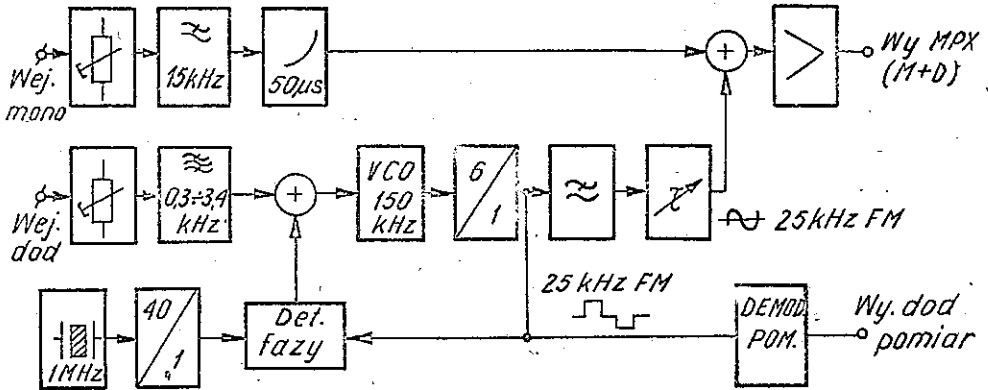 Wej.
mono
15kHz
50μs
+
Wy MPX
(M+D)
Wej.
dod
0,3÷3,4
kHz
+
VCO
150
kHz
6
1
τ
25kHz FM
1MHz
40
1
Det.
fazy
25 kHz FM
DEMOD.
POM.
Wy. dod
pomiar